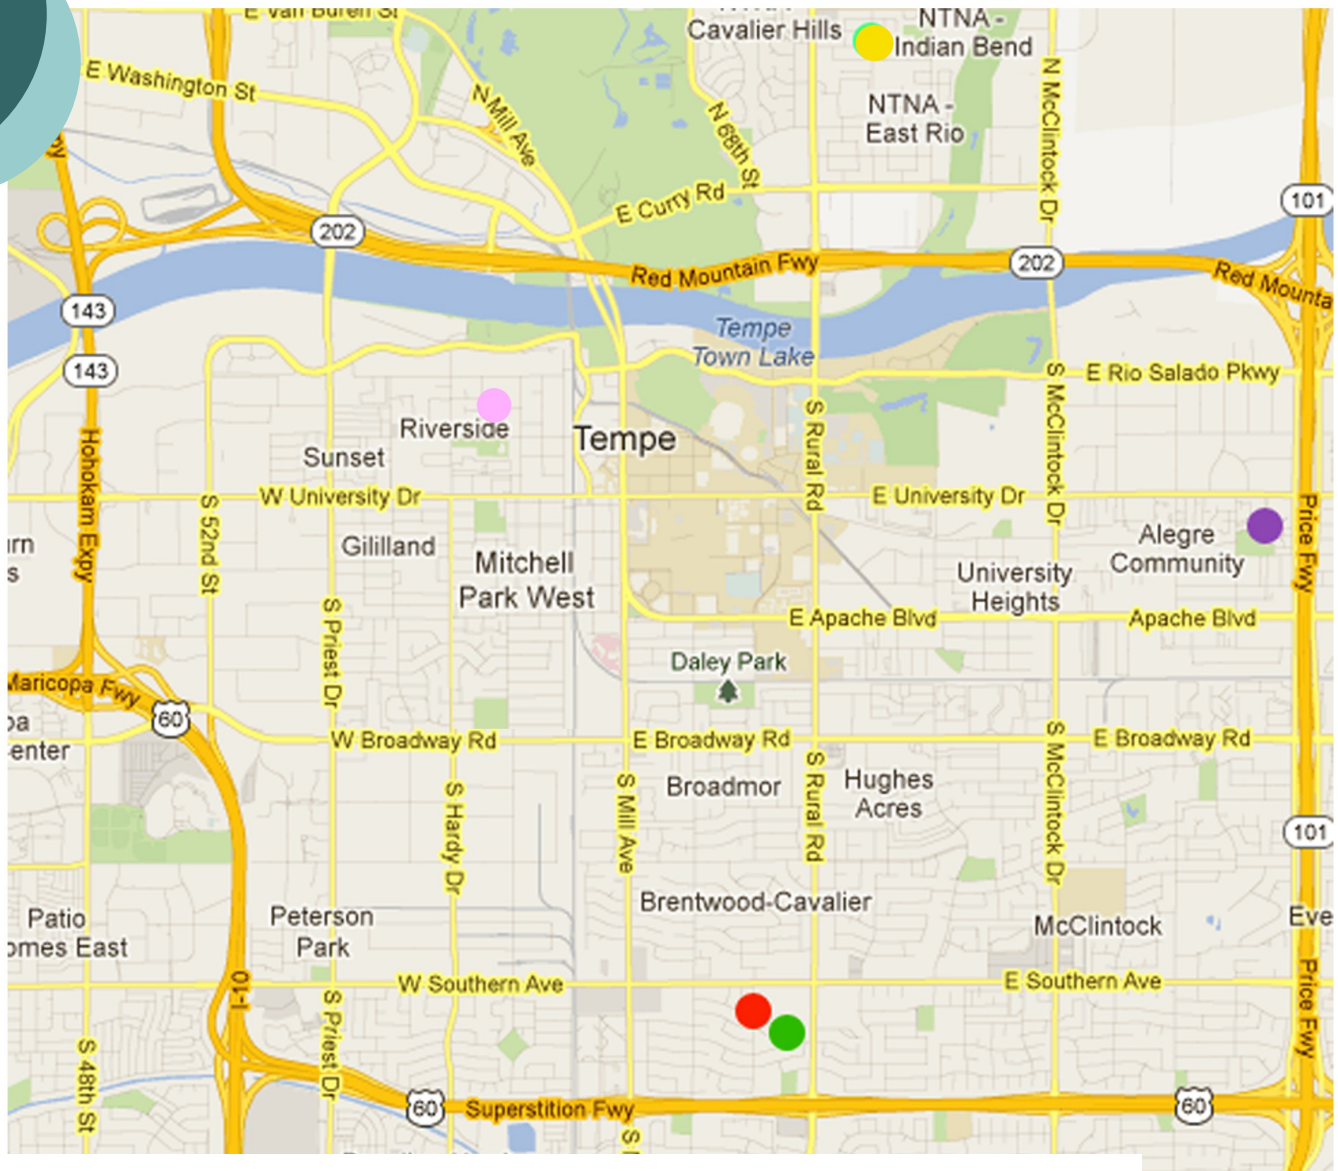 E Van Buren St
Cavalier Hills
NTNA -
Indian Bend
E Washington St
N Mill Ave
N 68th St
NTNA -
East Rio
N McClintock Dr
E Curry Rd
101
202
Red Mountain Fwy
202
Red Mounta
143
Tempe
Town Lake
143
E Rio Salado Pkwy
Riverside
Tempe
S Rural Rd
S McClintock Dr
Sunset
Hohokam Expy
W University Dr
E University Dr
S 52nd St
Price Fwy
Gililland
Alegre
Community
Mitchell
Park West
University
Heights
S Priest Dr
E Apache Blvd
Apache Blvd
Daley Park
Maricopa Fwy
60
enter
W Broadway Rd
E Broadway Rd
E Broadway Rd
S McClintock Dr
S Hardy Dr
S Mill Ave
Broadmor
S Rural Rd
Hughes
Acres
101
Brentwood-Cavalier
Patio
omes East
Peterson
Park
McClintock
Eve
I-10
W Southern Ave
E Southern Ave
Price Fwy
S 48th St
S Priest Dr
60
Superstition Fwy
60